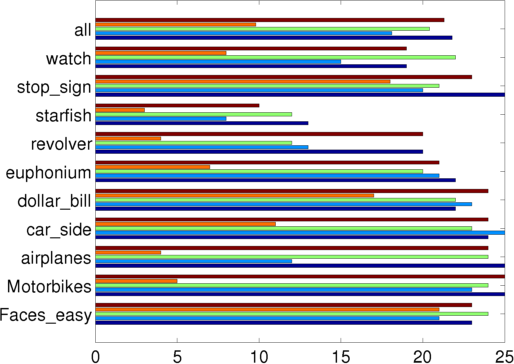 all
watch
stop_sign
starfish
revolver
euphonium
dollar_bill
car_side
airplanes
Motorbikes
Faces_easy
0 5 10 15 20 25